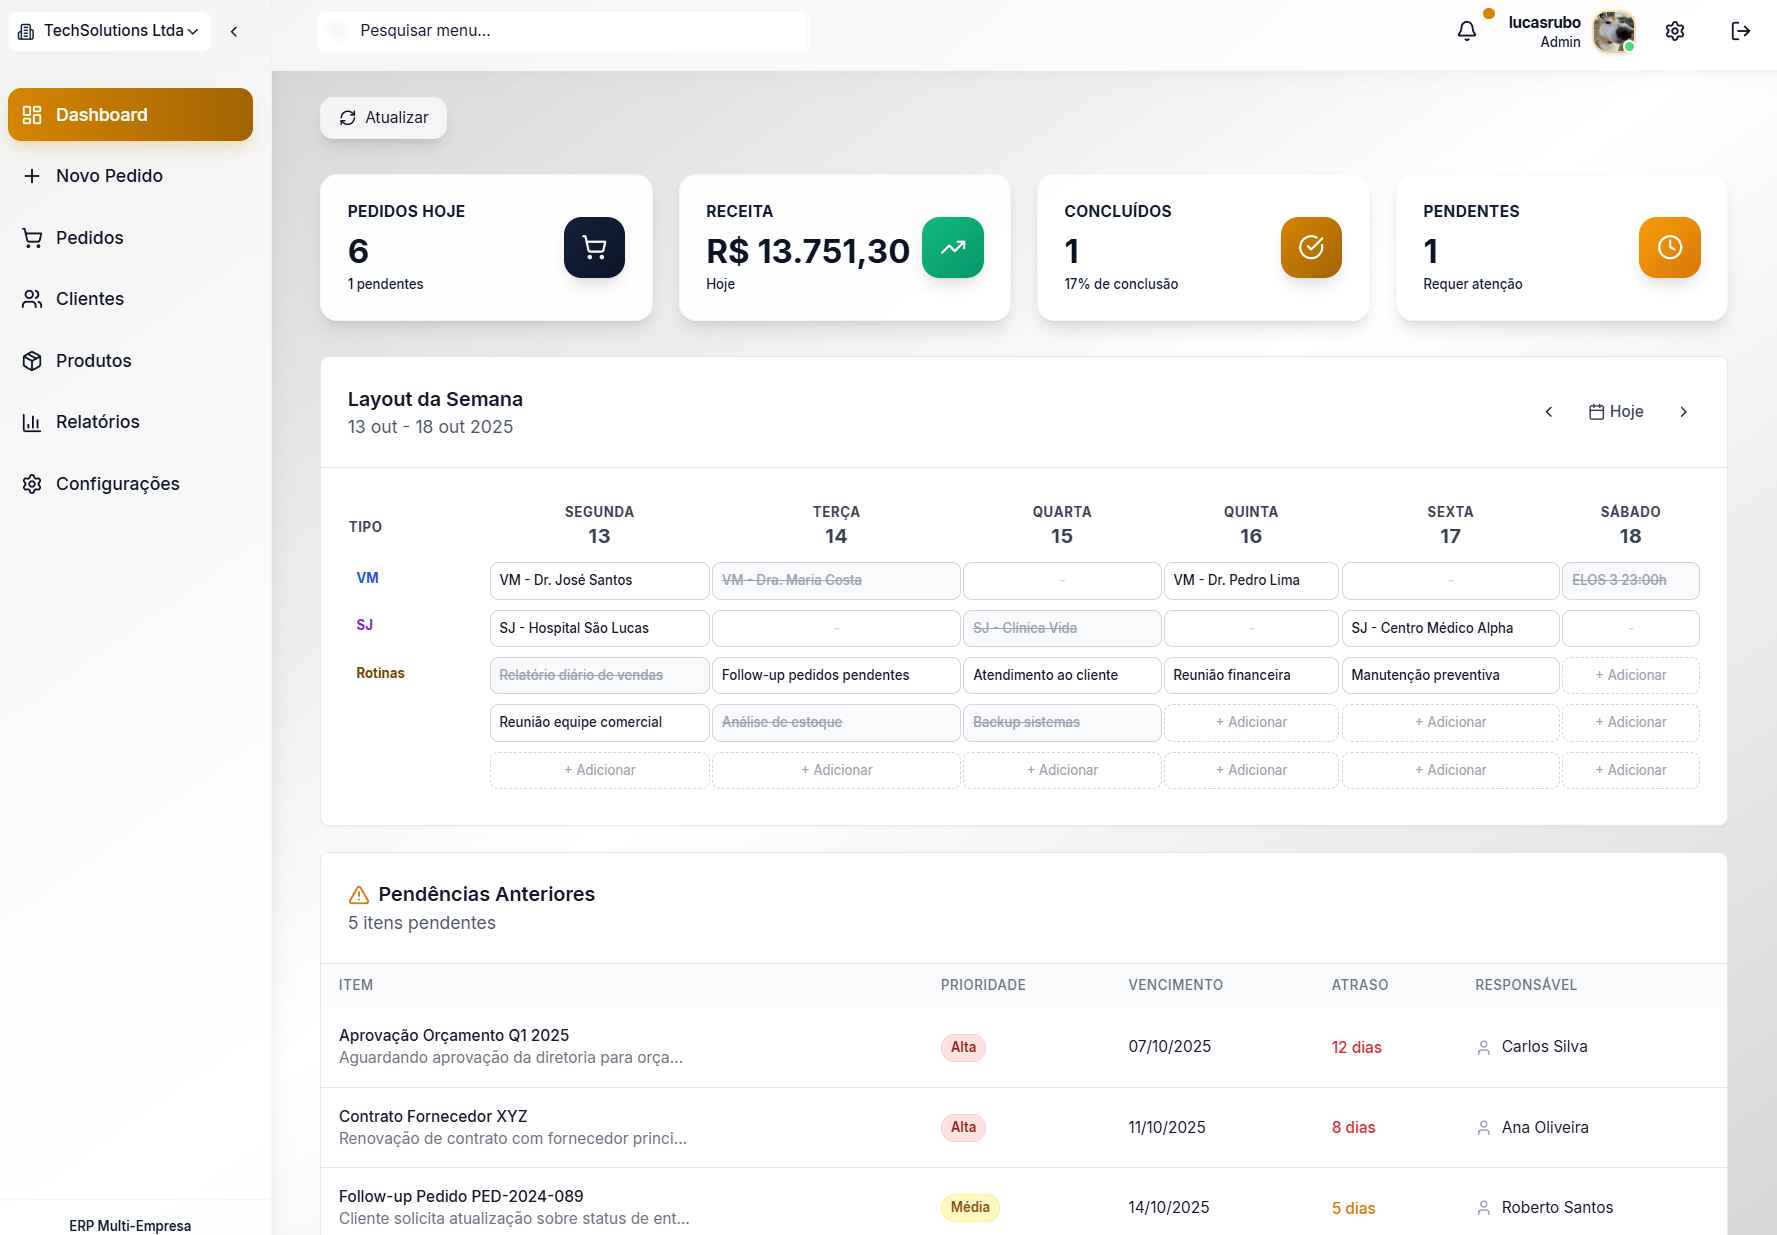 TechSolutions Ltda
Pesquisar menu...
lucasrubo
Admin
Dashboard
Novo Pedido
Pedidos
Clientes
Produtos
Relatórios
Configurações
ERP Multi-Empresa
Atualizar
PEDIDOS HOJE
6
1 pendentes
RECEITA
R$ 13.751,30
Hoje
CONCLUÍDOS
1
17% de conclusão
PENDENTES
1
Requer atenção
Layout da Semana
13 out - 18 out 2025
Hoje
TIPO SEGUNDA 13 TERÇA 14 QUARTA 15 QUINTA 16 SEXTA 17 SÁBADO 18
VM VM - Dr. José Santos VM - Dra. Maria Costa - VM - Dr. Pedro Lima - ELOS 3 23:00h
SJ SJ - Hospital São Lucas - SJ - Clínica Vida - SJ - Centro Médico Alpha -
Rotinas Relatório diário de vendas Follow-up pedidos pendentes Atendimento ao cliente Reunião financeira Manutenção preventiva + Adicionar
Reunião equipe comercial Análise de estoque Backup sistemas + Adicionar + Adicionar + Adicionar
+ Adicionar + Adicionar + Adicionar + Adicionar + Adicionar + Adicionar
Pendências Anteriores
5 itens pendentes
ITEM PRIORIDADE VENCIMENTO ATRASO RESPONSÁVEL
Aprovação Orçamento Q1 2025
Aguardando aprovação da diretoria para orça...
Alta 07/10/2025 12 dias Carlos Silva
Contrato Fornecedor XYZ
Renovação de contrato com fornecedor princi...
Alta 11/10/2025 8 dias Ana Oliveira
Follow-up Pedido PED-2024-089
Cliente solicita atualização sobre status de ent...
Média 14/10/2025 5 dias Roberto Santos